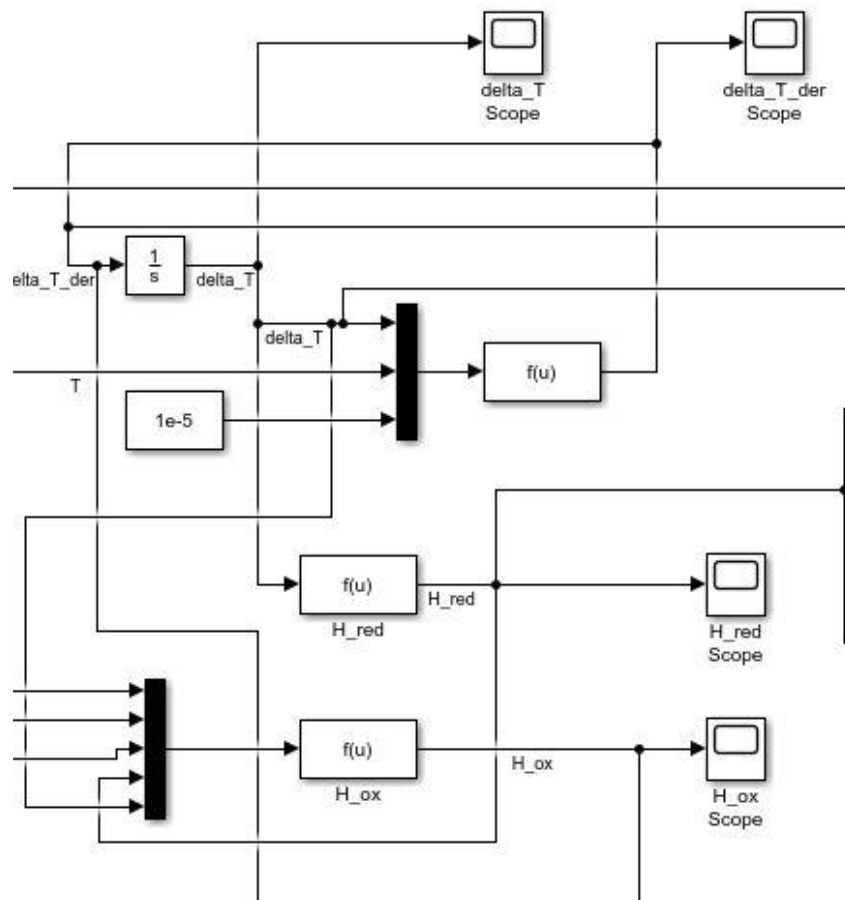 delta_T
Scope
delta_T_der
Scope
1
s
elta_T_der
delta_T
delta_T
f(u)
T
1e-5
f(u)
H_red
H_red
H_red
Scope
f(u)
H_ox
H_ox
H_ox
Scope